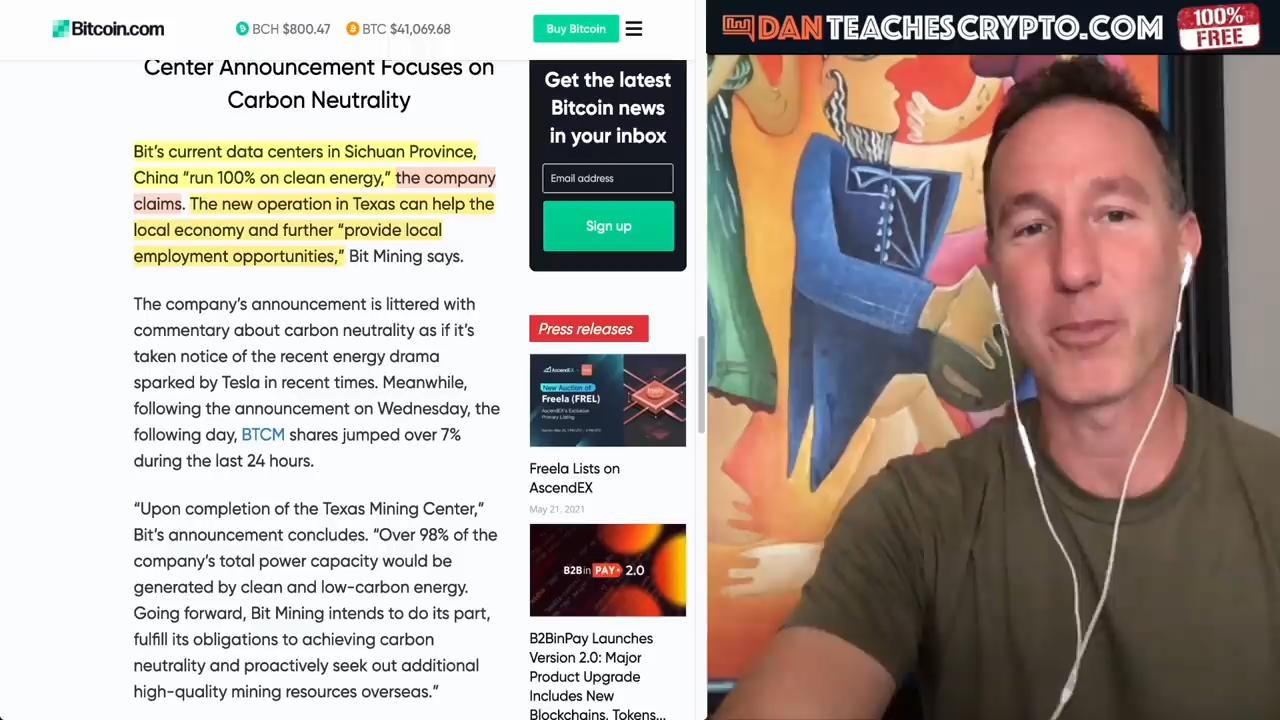 Bitcoin.com
BCH $800.47
BTC $41,069.68
Buy Bitcoin
DANTEACHESCRYPTO.COM
100%
FREE
Center Announcement Focuses on
Carbon Neutrality
Bit’s current data centers in Sichuan Province,
China “run 100% on clean energy,” the company
claims. The new operation in Texas can help the
local economy and further “provide local
employment opportunities,” Bit Mining says.
The company’s announcement is littered with
commentary about carbon neutrality as if it’s
taken notice of the recent energy drama
sparked by Tesla in recent times. Meanwhile,
following the announcement on Wednesday, the
following day, BTCM shares jumped over 7%
during the last 24 hours.
“Upon completion of the Texas Mining Center,”
Bit’s announcement concludes. “Over 98% of the
company’s total power capacity would be
generated by clean and low-carbon energy.
Going forward, Bit Mining intends to do its part,
fulfill its obligations to achieving carbon
neutrality and proactively seek out additional
high-quality mining resources overseas.”
Get the latest
Bitcoin news
in your inbox
Email address
Sign up
Press releases
AscendEX
New Auction of
Freela (FREL)
AscendEX's Exclusive
Primary Listing
Freela Lists on
AscendEX
May 21, 2021
B2BinPAY 2.0
B2BinPay Launches
Version 2.0: Major
Product Upgrade
Includes New
Blockchains, Tokens...